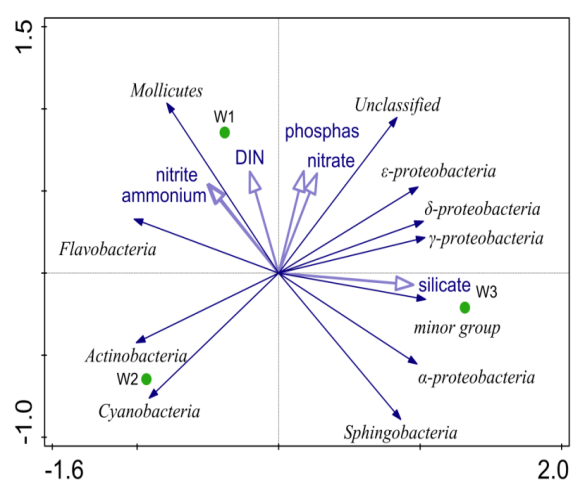 1.5
Mollicutes
W1
Unclassified
phosphas
DIN
nitrate
nitrite
ammonium
ε-proteobacteria
δ-proteobacteria
γ-proteobacteria
Flavobacteria
silicate
W3
minor group
Actinobacteria
W2
α-proteobacteria
Cyanobacteria
Sphingobacteria
-1.0
-1.6
2.0